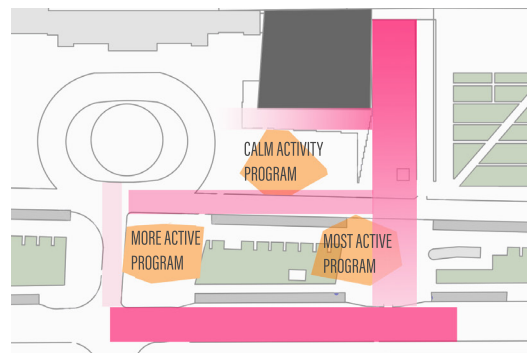 CALM ACTIVITY
PROGRAM
MORE ACTIVE
PROGRAM
MOST ACTIVE
PROGRAM